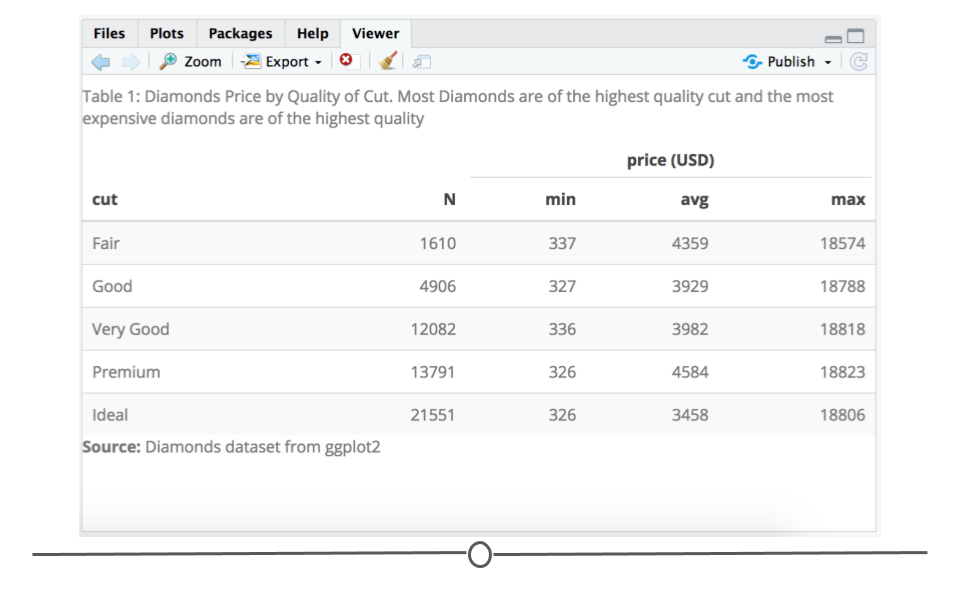 Files Plots Packages Help Viewer
Zoom Export Publish
Table 1: Diamonds Price by Quality of Cut. Most Diamonds are of the highest quality cut and the most
expensive diamonds are of the highest quality
price (USD)
cut N min avg max
Fair 1610 337 4359 18574
Good 4906 327 3929 18788
Very Good 12082 336 3982 18818
Premium 13791 326 4584 18823
Ideal 21551 326 3458 18806
Source: Diamonds dataset from ggplot2